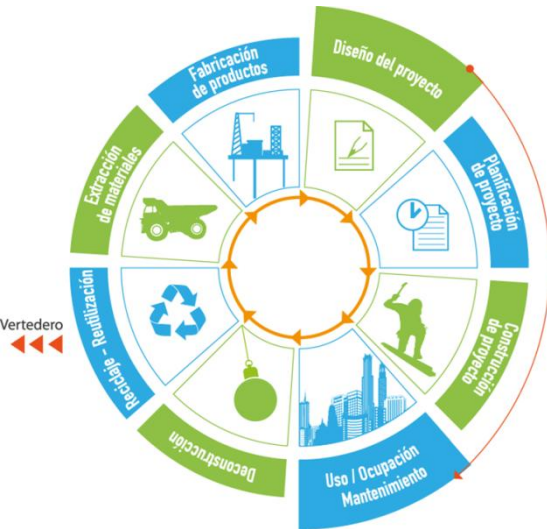 Diseño del proyecto
Planificación
de proyecto
Construcción
de proyecto
Uso / Ocupación
Mantenimiento
Deconstrucción
Reciclaje – Reutilización
Vertedero
Extracción
de materiales
Fabricación
de productos